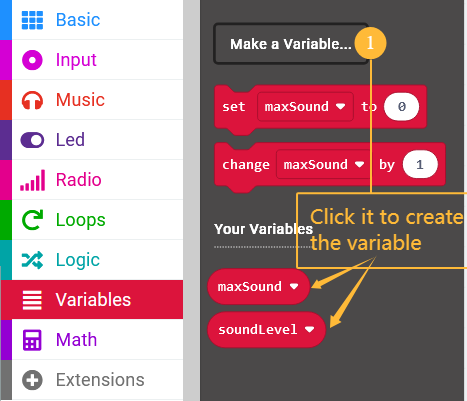 Basic
Input
Music
Led
Radio
Loops
Logic
Variables
Math
Extensions
Make a Variable...
1
set maxSound to 0
change maxSound by 1
Your Variables
Click it to create
the variable
maxSound
soundLevel